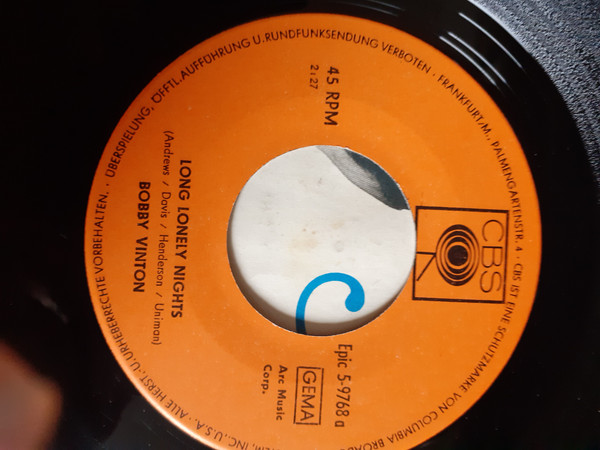 CBS
45 RPM
2:27
Epic 5-9768 a
GEMA
Arc Music
Corp.
LONG LONELY NIGHTS
(Andrews / Davis / Henderson / Uniman)
BOBBY VINTON
ALLE HERST.-U.URHEBERRECHTE VORBEHALTEN. · ÜBERSPIELUNG, ÖFFTL.AUFFÜHRUNG U.RUNDFUNKSENDUNG VERBOTEN · FRANKFURT/M., PALMENGARTENSTR. 4 · CBS IST EINE SCHUTZMARKE VON COLUMBIA BROADC
INC., U.S.A. ·